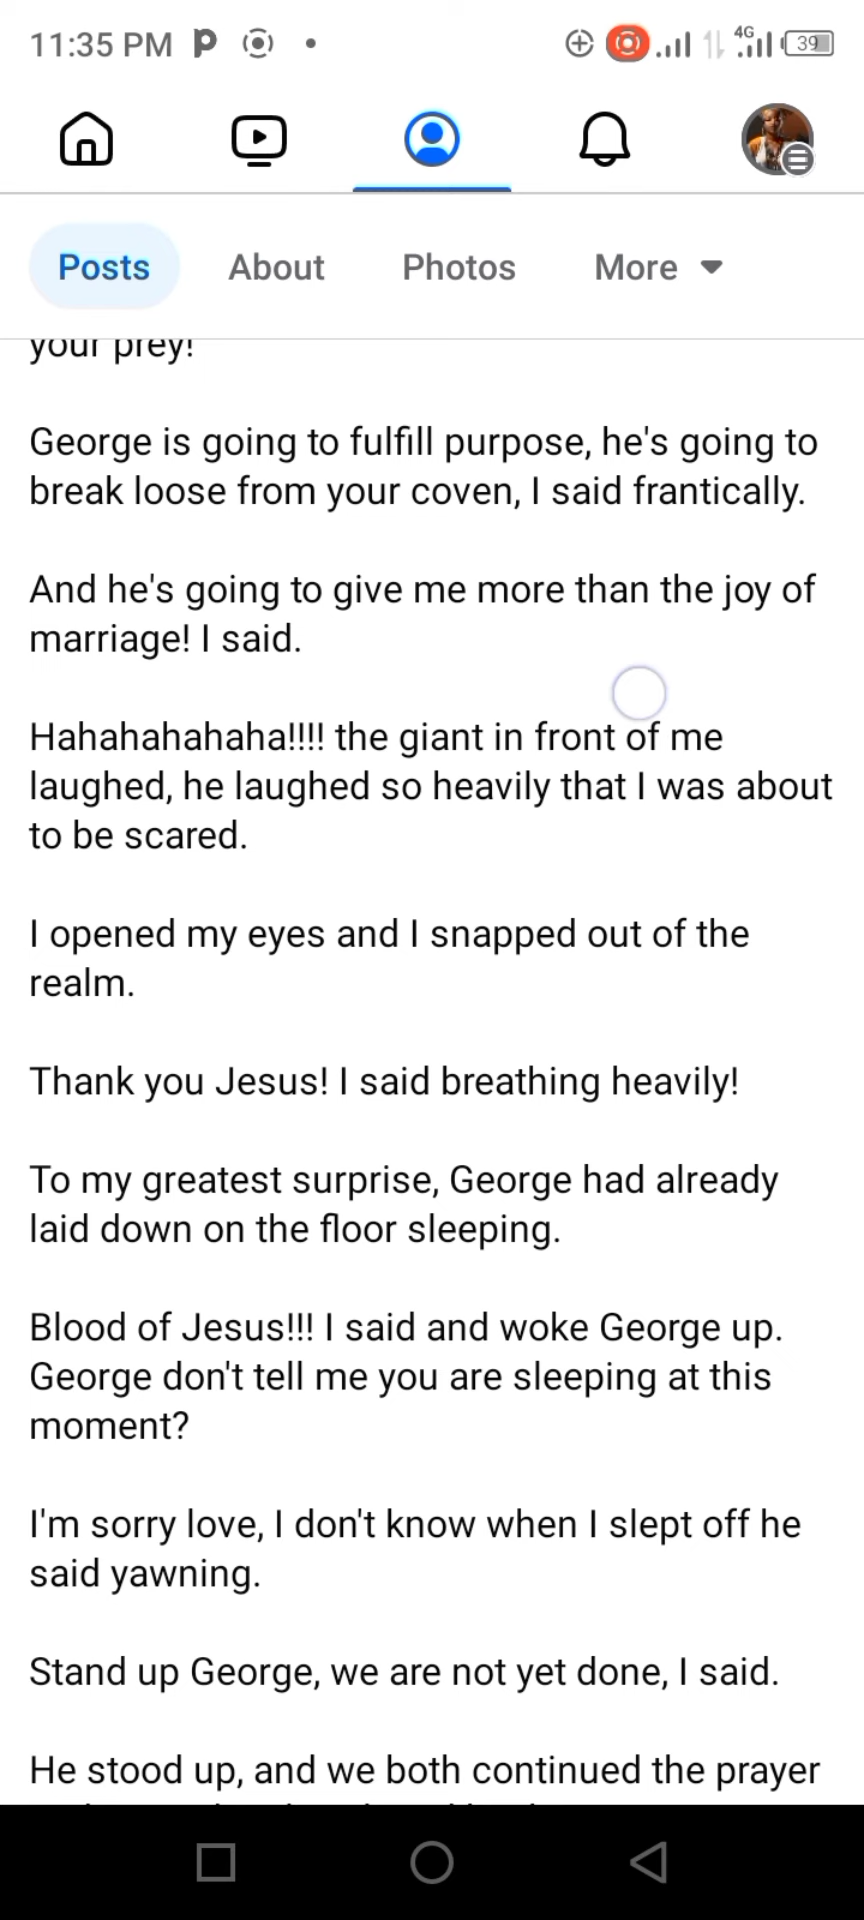 11:35 PM
4G
39
Posts
About
Photos
More
your prey!
George is going to fulfill purpose, he's going to
break loose from your coven, I said frantically.
And he's going to give me more than the joy of
marriage! I said.
Hahahahahaha!!!! the giant in front of me
laughed, he laughed so heavily that I was about
to be scared.
I opened my eyes and I snapped out of the
realm.
Thank you Jesus! I said breathing heavily!
To my greatest surprise, George had already
laid down on the floor sleeping.
Blood of Jesus!!! I said and woke George up.
George don't tell me you are sleeping at this
moment?
I'm sorry love, I don't know when I slept off he
said yawning.
Stand up George, we are not yet done, I said.
He stood up, and we both continued the prayer